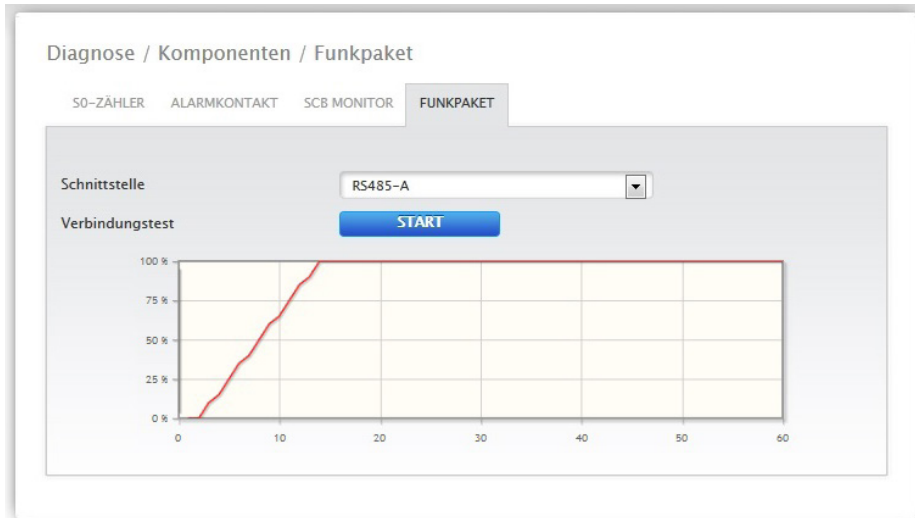 Diagnose / Komponenten / Funkpaket
S0-ZÄHLER ALARMKONTAKT SCB MONITOR FUNKPAKET
Schnittstelle RS485-A
Verbindungstest START
100 %
75 %
50 %
25 %
0 %
0 10 20 30 40 50 60